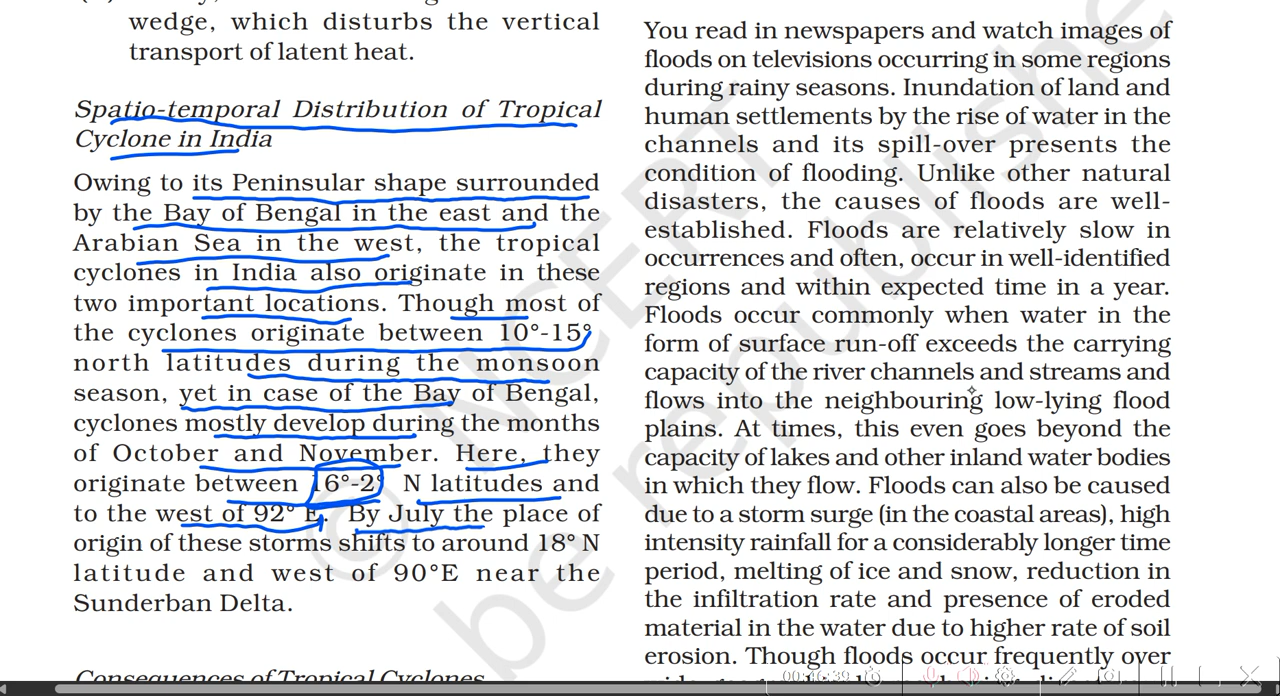 wedge, which disturbs the vertical
transport of latent heat.
Spatio-temporal Distribution of Tropical
Cyclone in India
Owing to its Peninsular shape surrounded
by the Bay of Bengal in the east and the
Arabian Sea in the west, the tropical
cyclones in India also originate in these
two important locations. Though most of
the cyclones originate between 10°-15°
north latitudes during the monsoon
season, yet in case of the Bay of Bengal,
cyclones mostly develop during the months
of October and November. Here, they
originate between 16°-2° N latitudes and
to the west of 92° E. By July the place of
origin of these storms shifts to around 18° N
latitude and west of 90°E near the
Sunderban Delta.
Consequences of Tropical Cyclones
You read in newspapers and watch images of
floods on televisions occurring in some regions
during rainy seasons. Inundation of land and
human settlements by the rise of water in the
channels and its spill-over presents the
condition of flooding. Unlike other natural
disasters, the causes of floods are well-
established. Floods are relatively slow in
occurrences and often, occur in well-identified
regions and within expected time in a year.
Floods occur commonly when water in the
form of surface run-off exceeds the carrying
capacity of the river channels and streams and
flows into the neighbouring low-lying flood
plains. At times, this even goes beyond the
capacity of lakes and other inland water bodies
in which they flow. Floods can also be caused
due to a storm surge (in the coastal areas), high
intensity rainfall for a considerably longer time
period, melting of ice and snow, reduction in
the infiltration rate and presence of eroded
material in the water due to higher rate of soil
erosion. Though floods occur frequently over
© NCERT
be republishe